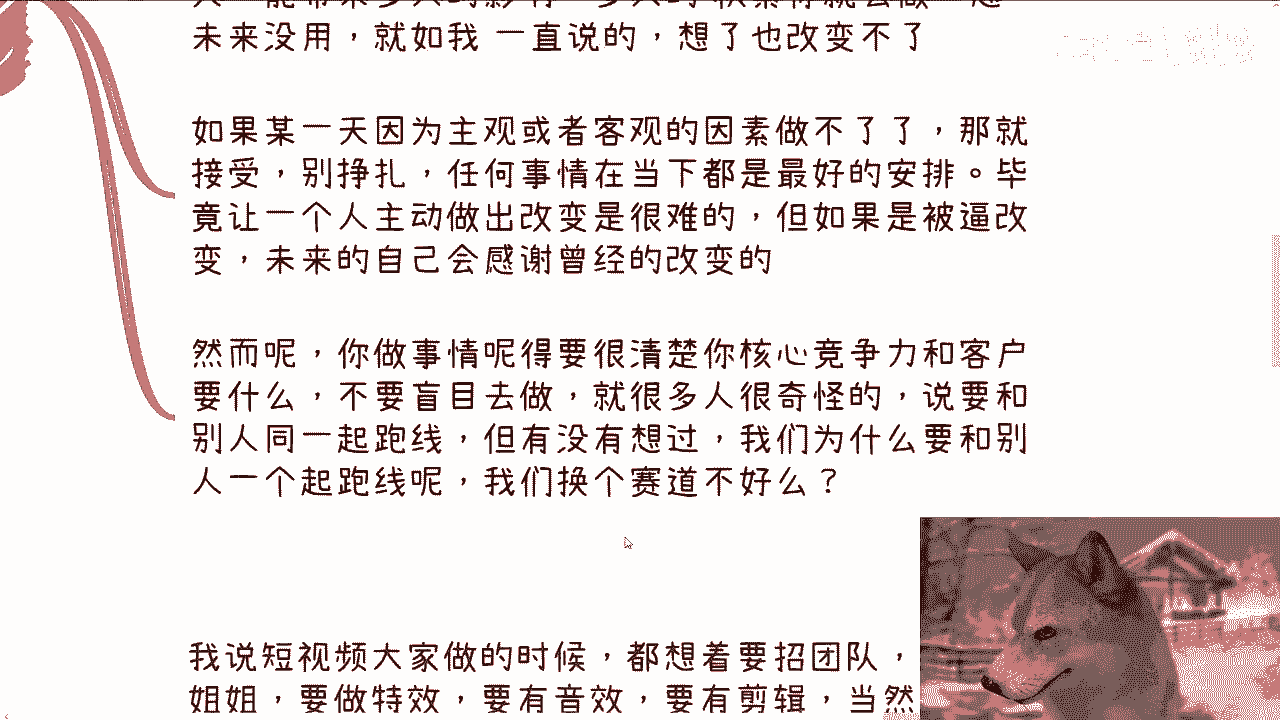 未来没用，就如我 一直说的，想了也改变不了
如果某一天因为主观或者客观的因素做不了了，那就
接受，别挣扎，任何事情在当下都是最好的安排。毕
竟让一个人主动做出改变是很难的，但如果是被逼改
变，未来的自己会感谢曾经的改变的
然而呢，你做事情呢得要很清楚你核心竞争力和客户
要什么，不要盲目去做，就很多人很奇怪的，说要和
别人同一起跑线，但有没有想过，我们为什么要和别
人一个起跑线呢，我们换个赛道不好么？
我说短视频大家做的时候，都想着要招团队，
姐姐，要做特效，要有音效，要有剪辑，当然